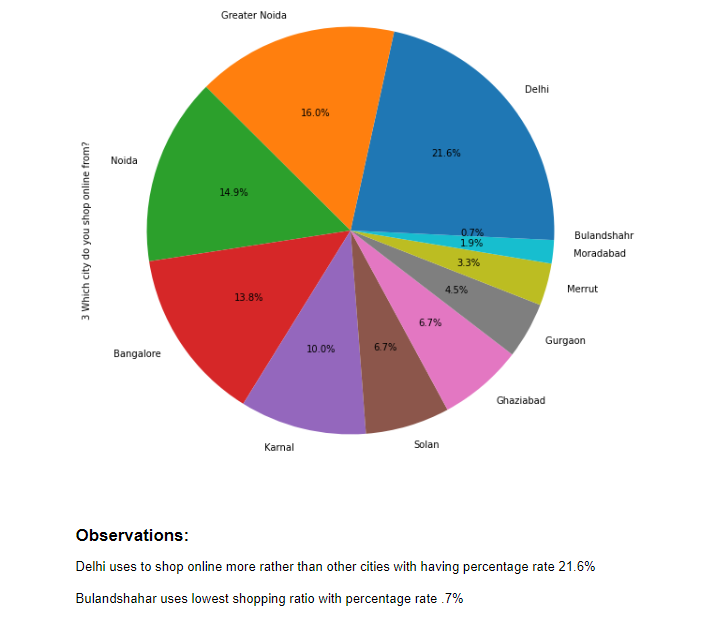 Greater Noida
Delhi
16.0%
21.6%
3 Which city do you shop online from?
Noida
14.9%
0.7%
Bulandshahr
1.9%
Moradabad
3.3%
Merrut
4.5%
13.8%
6.7%
Gurgaon
10.0%
6.7%
Bangalore
Ghaziabad
Karnal
Solan
Observations:
Delhi uses to shop online more rather than other cities with having percentage rate 21.6%
Bulandshahar uses lowest shopping ratio with percentage rate .7%